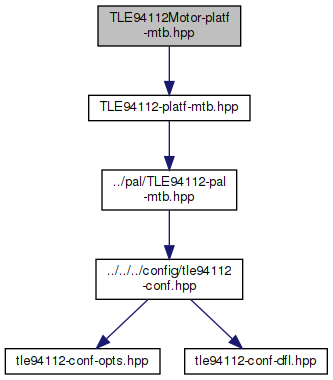 TLE94112Motor-platf
-mtb.hpp
TLE94112-platf-mtb.hpp
../pal/TLE94112-pal
-mtb.hpp
../../../config/tle94112
-conf.hpp
tle94112-conf-opts.hpp
tle94112-conf-dfl.hpp